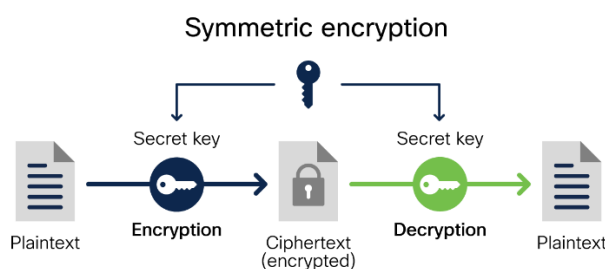 Symmetric encryption
Secret key
Secret key
Plaintext
Encryption
Ciphertext
(encrypted)
Decryption
Plaintext